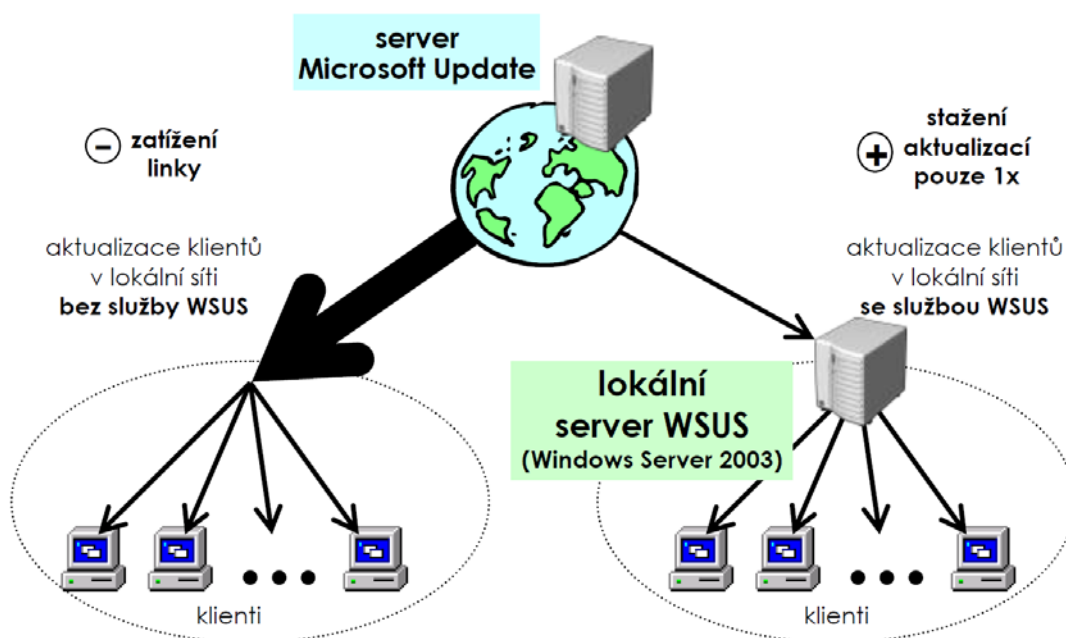 server
Microsoft Update
− zatížení
linky
+ stažení
aktualizací
pouze 1x
aktualizace klientů
v lokální síti
bez služby WSUS
aktualizace klientů
v lokální síti
se službou WSUS
lokální
server WSUS
(Windows Server 2003)
klienti
klienti